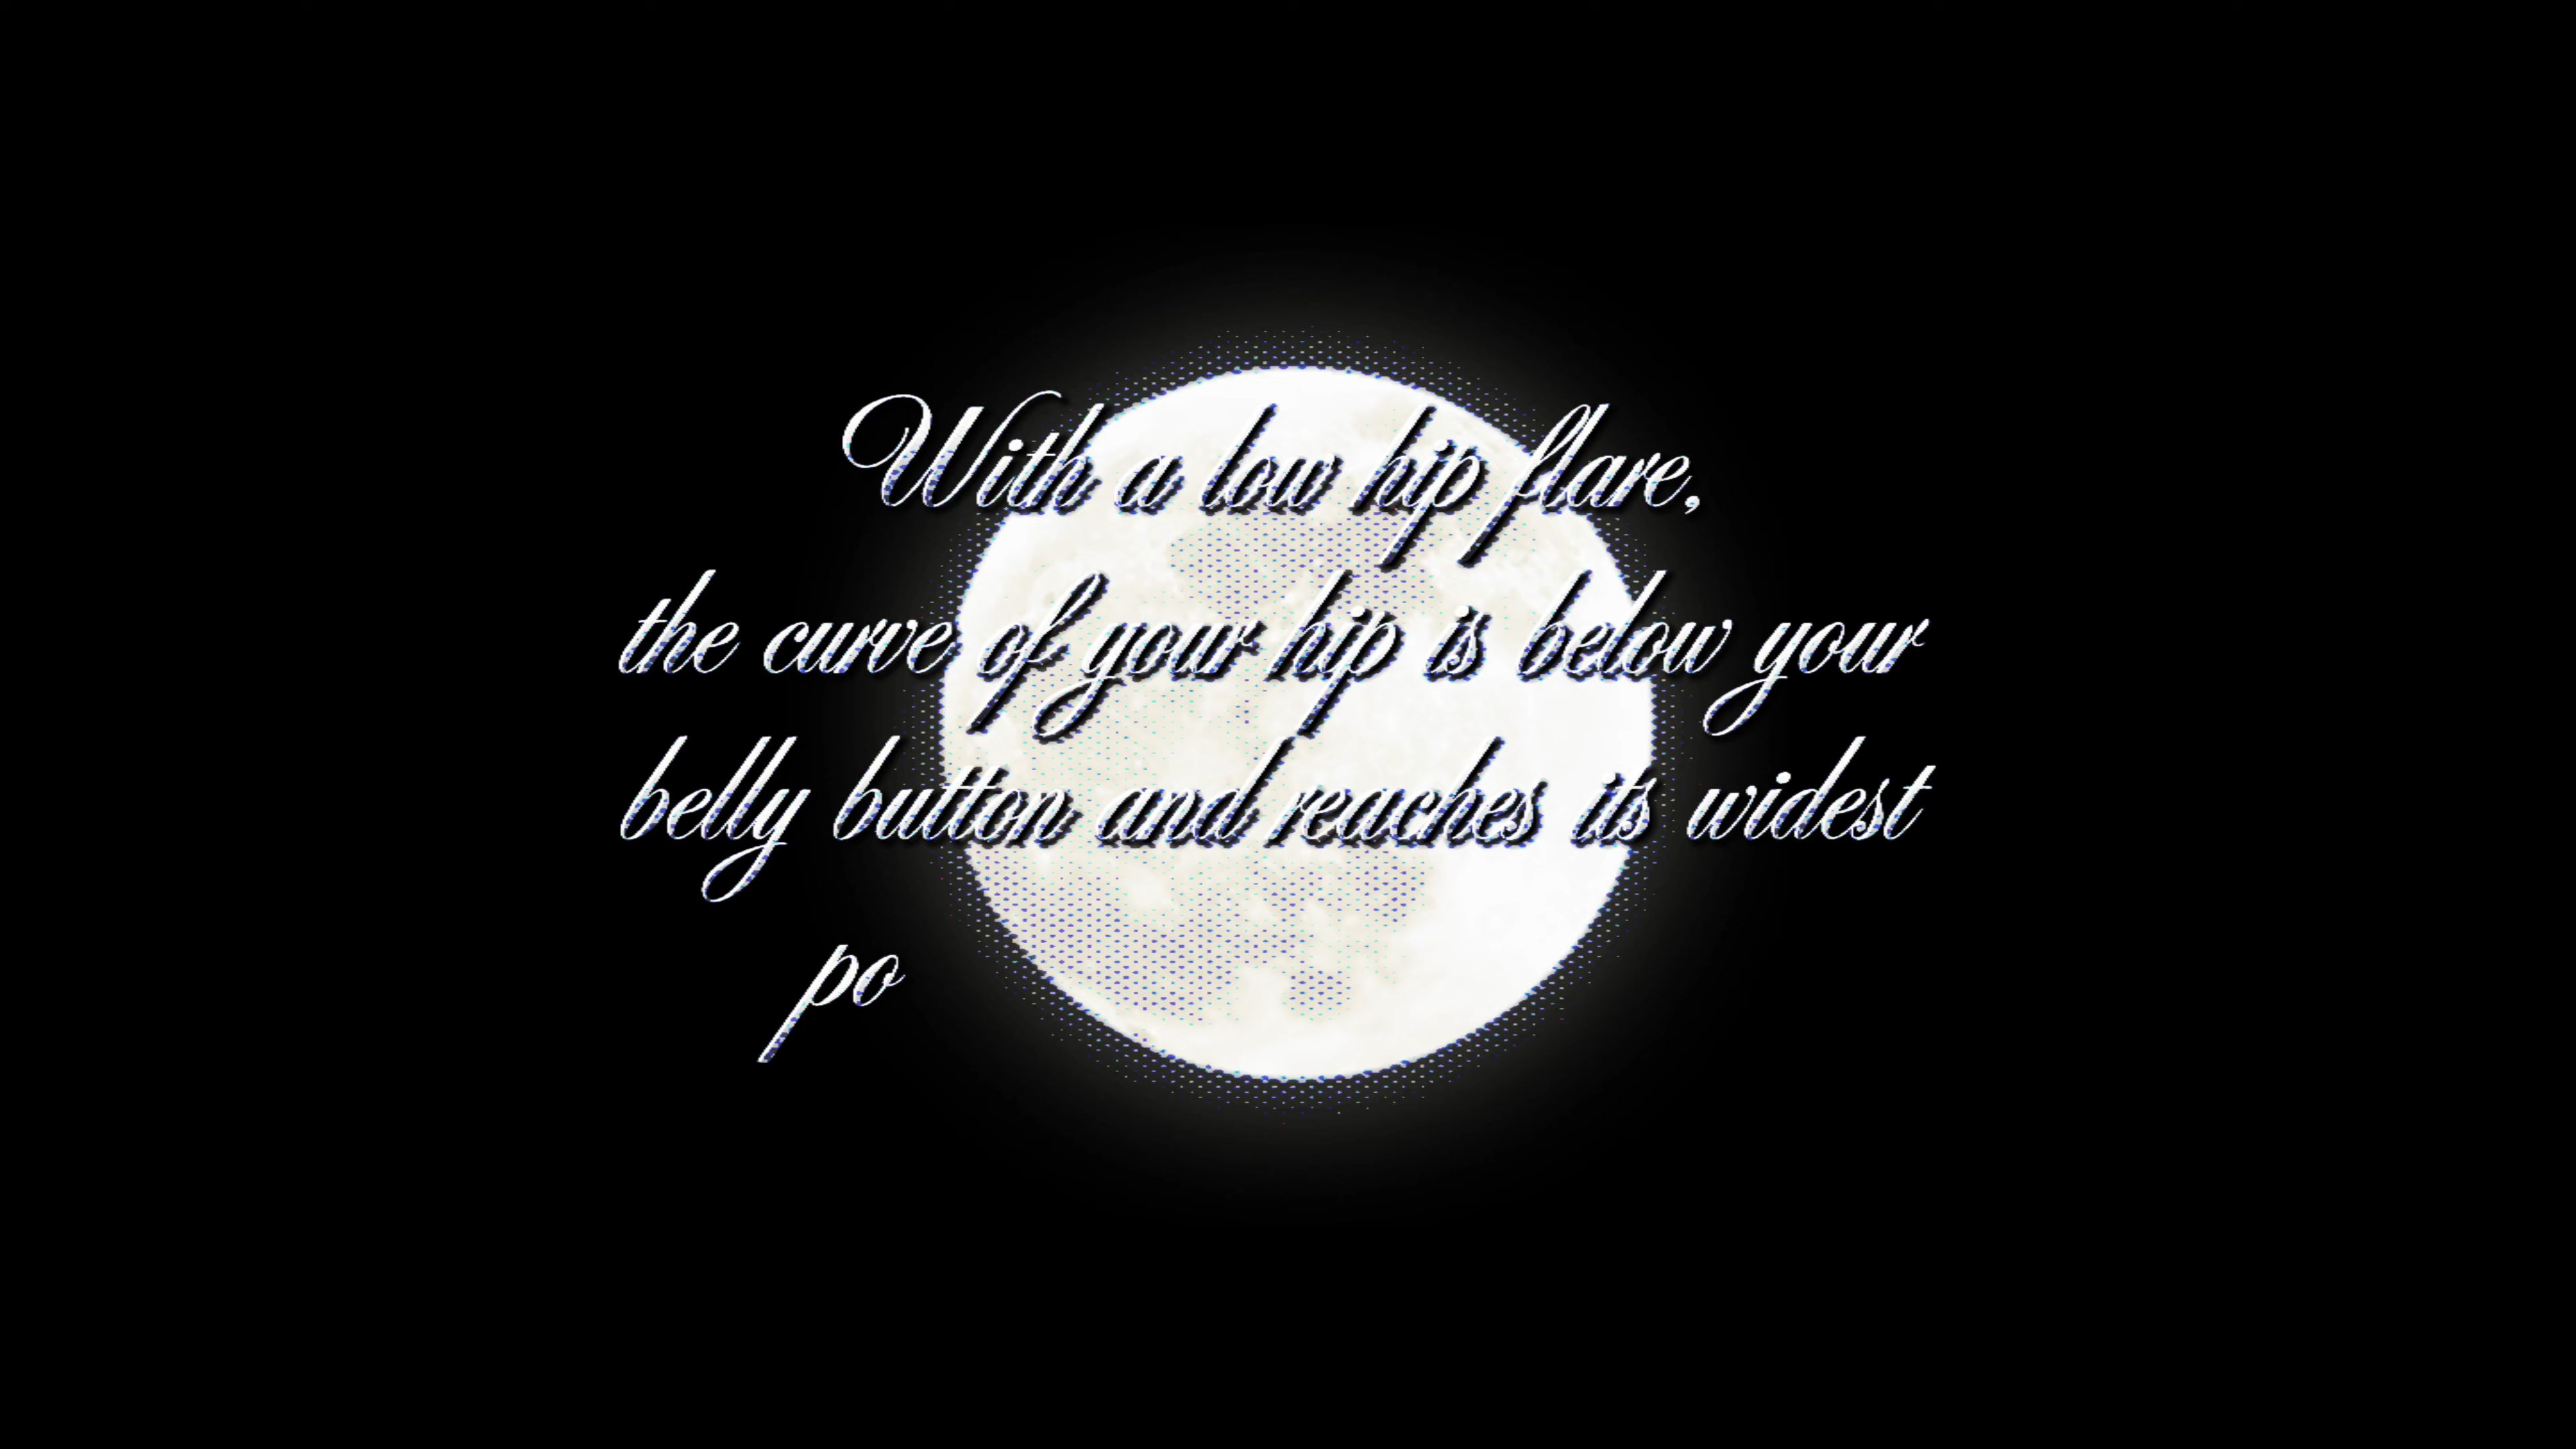 With a low hip flare,
the curve of your hip is below your
belly button and reaches its widest
po